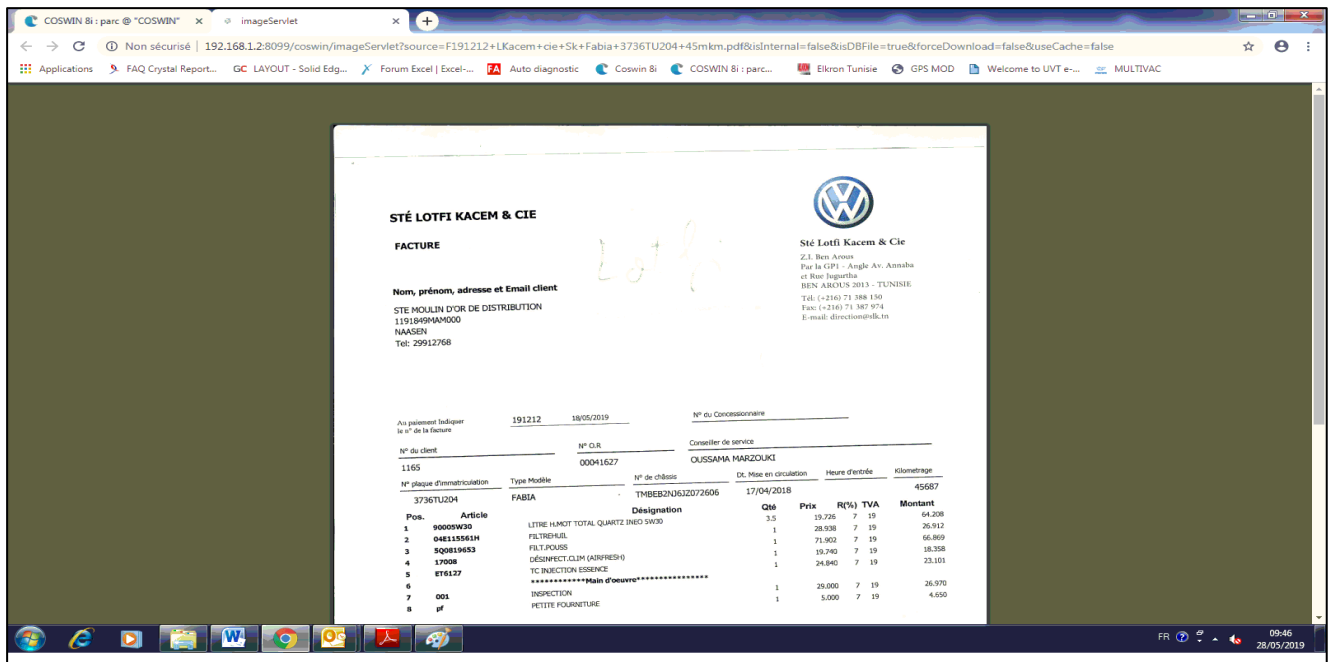 COSWIN 8i : parc @ "COSWIN" × imageServlet × +
Non sécurisé | 192.168.1.2:8099/coswin/imageServlet?source=F191212+LKacem+cie+Sk+Fabia+3736TU204+45mkm.pdf&isInternal=false&isDBFile=true&forceDownload=false&useCache=false
Applications FAQ Crystal Report... GC LAYOUT - Solid Edg... Forum Excel | Excel-... FA Auto diagnostic Coswin 8i COSWIN 8i : parc... Elkron Tunisie GPS MOD Welcome to UVT e-... MULTIVAC
STÉ LOTFI KACEM & CIE
FACTURE
Sté Lotfi Kacem & Cie
Z.I. Ben Arous
Par la GP1 - Angle Av. Annaba
et Rue Jugurtha
BEN AROUS 2013 - TUNISIE
Tél: (+216) 71 388 130
Fax: (+216) 71 387 974
E-mail: direction@slk.tn
Nom, prénom, adresse et Email client
STE MOULIN D'OR DE DISTRIBUTION
1191849MAM000
NAASEN
Tel: 29912768
Au paiement Indiquer le n° de la facture 191212 18/05/2019 N° du Concessionnaire
N° du client N° O.R Conseiller de service
1165 00041627 OUSSAMA MARZOUKI
N° plaque d'immatriculation Type Modèle N° de châssis Dt. Mise en circulation Heure d'entrée Kilometrage
3736TU204 FABIA TMBEB2NJ6JZ072606 17/04/2018 45687
Pos. Article Désignation Qté Prix R(%) TVA Montant
1 90005W30 LITRE H.MOT TOTAL QUARTZ INEO 5W30 3.5 19.726 7 19 64.208
2 04E115561H FILTREHUIL 1 28.938 7 19 26.912
3 5Q0819653 FILT.POUSS 1 71.902 7 19 66.869
4 17008 DÉSINFECT.CLIM (AIRFRESH) 1 19.740 7 19 18.358
5 ET6127 TC INJECTION ESSENCE 1 24.840 7 19 23.101
6 ************Main d'oeuvre****************
7 001 INSPECTION 1 29.000 7 19 26.970
8 pf PETITE FOURNITURE 1 5.000 7 19 4.650
FR 09:46
28/05/2019